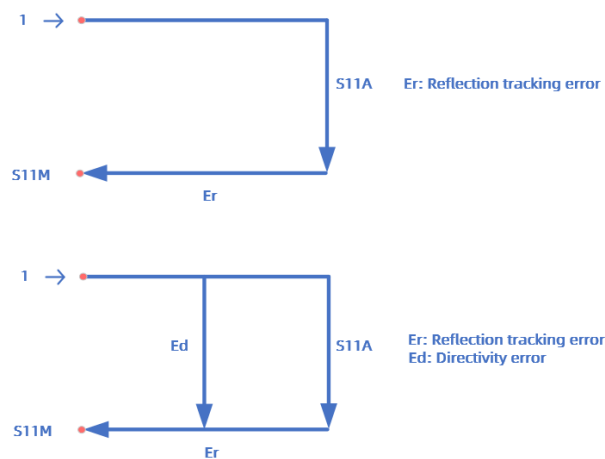 1
S11A
Er: Reflection tracking error
S11M
Er
1
Ed
S11A
Er: Reflection tracking error
Ed: Directivity error
S11M
Er